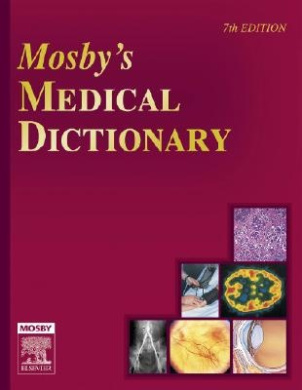 7th EDITION
Mosby's
MEDICAL
DICTIONARY
MOSBY
ELSEVIER